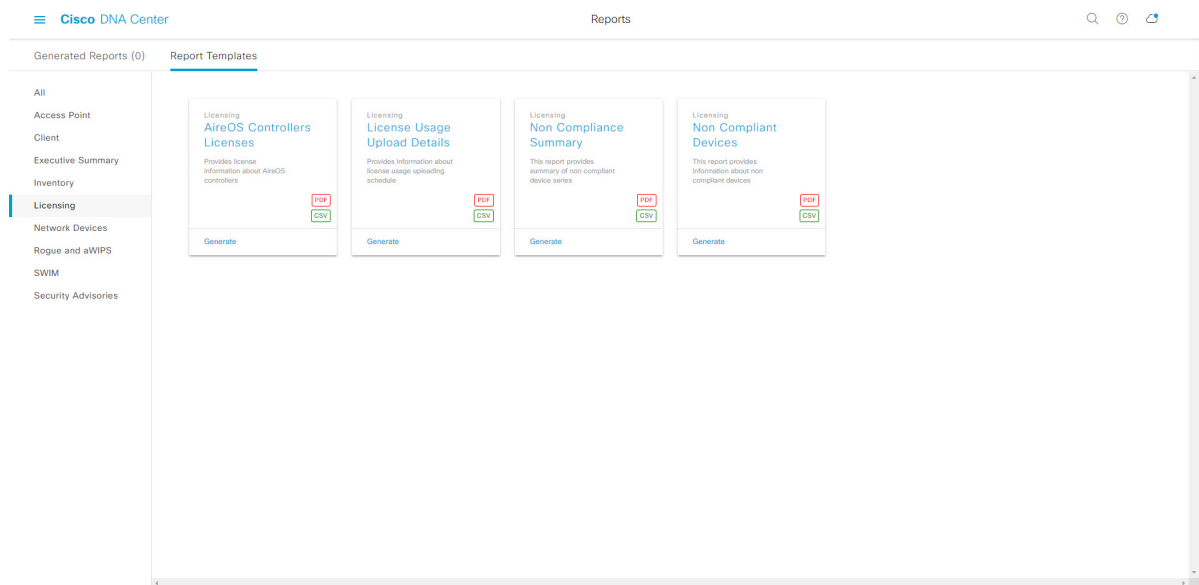 Cisco DNA Center
Reports
Generated Reports (0)
Report Templates
All
Access Point
Client
Executive Summary
Inventory
Licensing
Network Devices
Rogue and aWIPS
SWIM
Security Advisories
Licensing
AireOS Controllers
Licenses
Provides license
information about AireOS
controllers
PDF
CSV
Generate
Licensing
License Usage
Upload Details
Provides information about
license usage uploading
schedule
PDF
CSV
Generate
Licensing
Non Compliance
Summary
This report provides
summary of non compliant
device series
PDF
CSV
Generate
Licensing
Non Compliant
Devices
This report provides
information about non
compliant devices
PDF
CSV
Generate